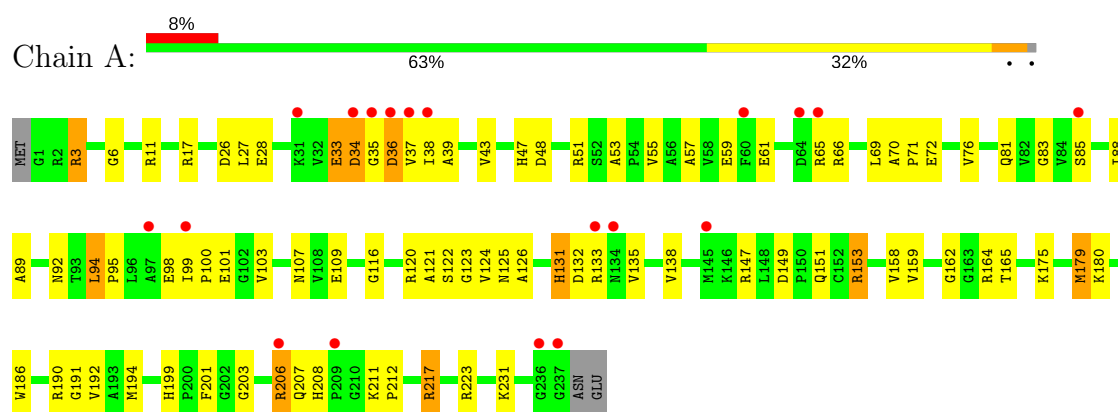 8%
Chain A:
63% 32% • •
MET G1 R2 R3 G6 R11 R17 D26 L27 E28 K31 V32 E33 D34 G35 D36 V37 I38 A39 V43 H47 D48 R51 S52 A53 P54 V55 A56 A57 V58 E59 F60 E61 D64 R65 R66 L69 A70 P71 E72 V76 Q81 V82 G83 V84 S85 I88
A89 N92 T93 L94 P95 L96 A97 E98 I99 P100 E101 G102 V103 N107 V108 E109 G116 R120 A121 S122 G123 V124 N125 A126 H131 D132 R133 N134 V135 V138 M145 K146 R147 L148 D149 P150 Q151 C152 R153 V158 V159 G162 G163 R164 T165 K175 M179 K180
W186 R190 G191 V192 A193 M194 H199 P200 F201 G202 G203 R206 Q207 H208 P209 G210 K211 P212 R217 R223 K231 G236 G237 ASN GLU